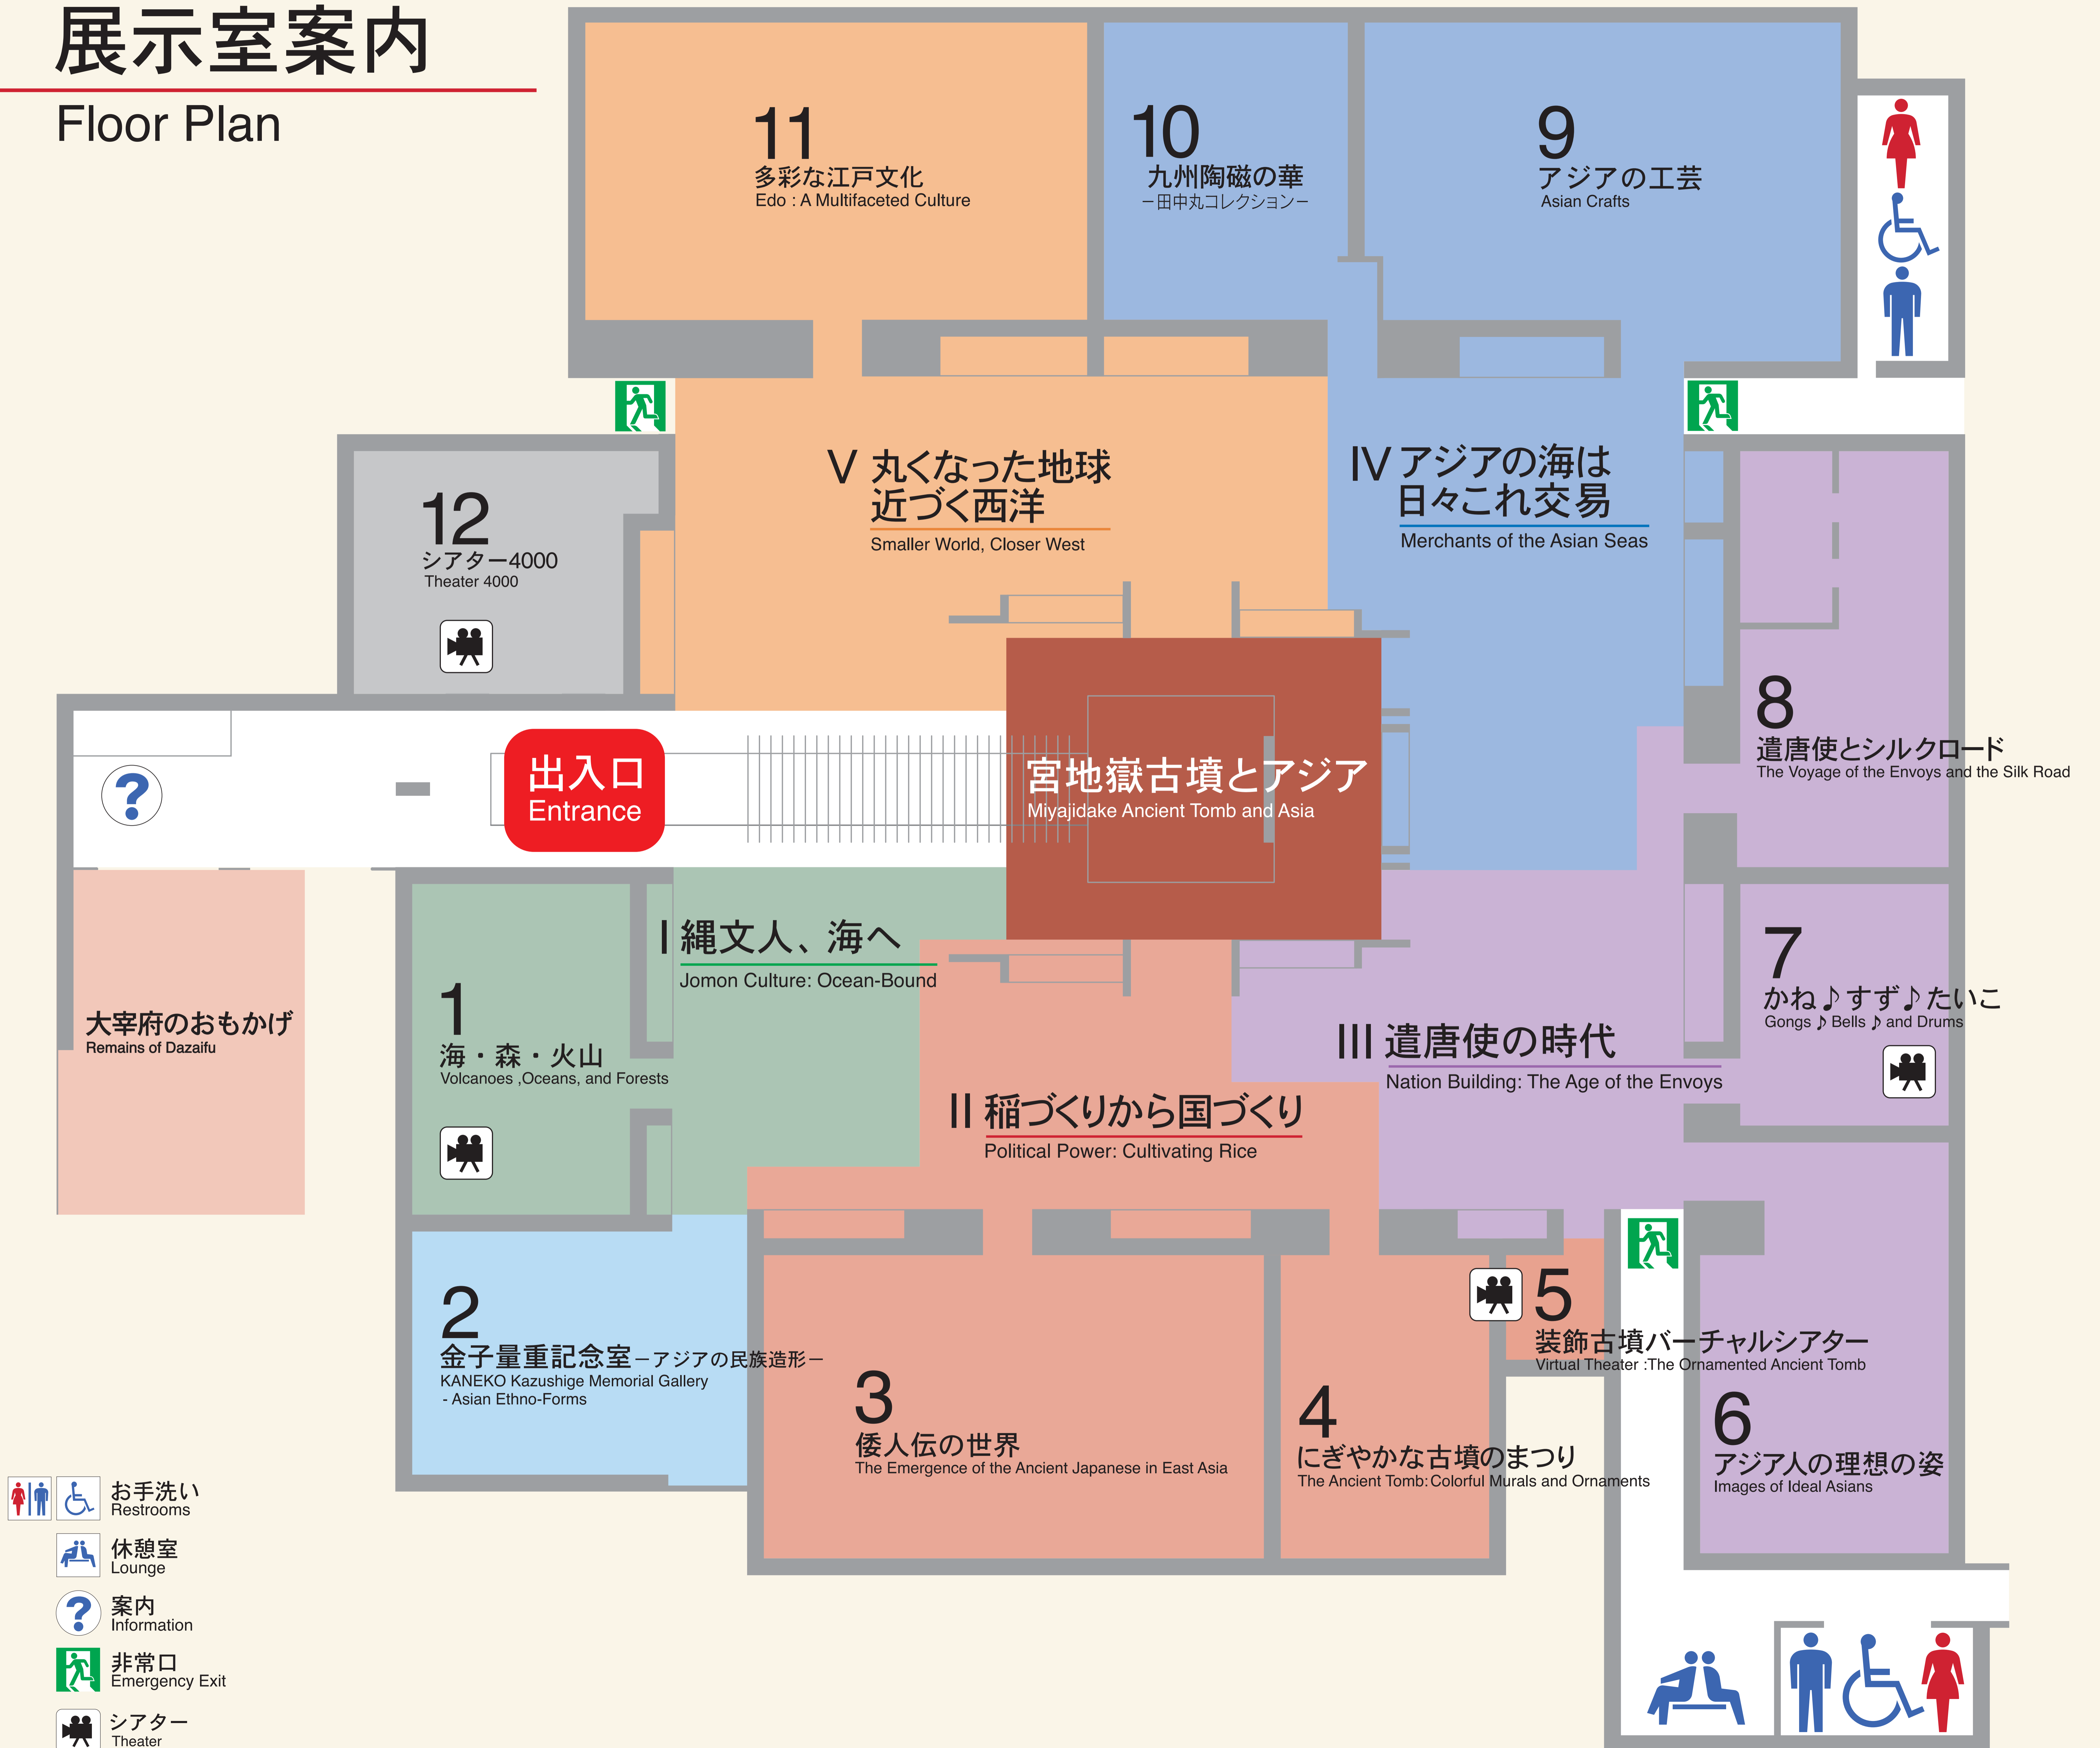 展示室案内
Floor Plan
11
多彩な江戸文化
Edo : A Multifaceted Culture
10
九州陶磁の華
－田中丸コレクション－
9
アジアの工芸
Asian Crafts
12
シアター4000
Theater 4000
V 丸くなった地球
近づく西洋
Smaller World, Closer West
IV アジアの海は
日々これ交易
Merchants of the Asian Seas
8
遣唐使とシルクロード
The Voyage of the Envoys and the Silk Road
?
出入口
Entrance
宮地嶽古墳とアジア
Miyajidake Ancient Tomb and Asia
7
かね♪すず♪たいこ
Gongs ♪ Bells ♪ and Drums
大宰府のおもかげ
Remains of Dazaifu
I 縄文人、海へ
Jomon Culture: Ocean-Bound
1
海・森・火山
Volcanoes ,Oceans, and Forests
II 稲づくりから国づくり
Political Power: Cultivating Rice
III 遣唐使の時代
Nation Building: The Age of the Envoys
2
金子量重記念室－アジアの民族造形－
KANEKO Kazushige Memorial Gallery
- Asian Ethno-Forms
3
倭人伝の世界
The Emergence of the Ancient Japanese in East Asia
4
にぎやかな古墳のまつり
The Ancient Tomb: Colorful Murals and Ornaments
5
装飾古墳バーチャルシアター
Virtual Theater :The Ornamented Ancient Tomb
6
アジア人の理想の姿
Images of Ideal Asians
お手洗い
Restrooms
休憩室
Lounge
?
案内
Information
非常口
Emergency Exit
シアター
Theater